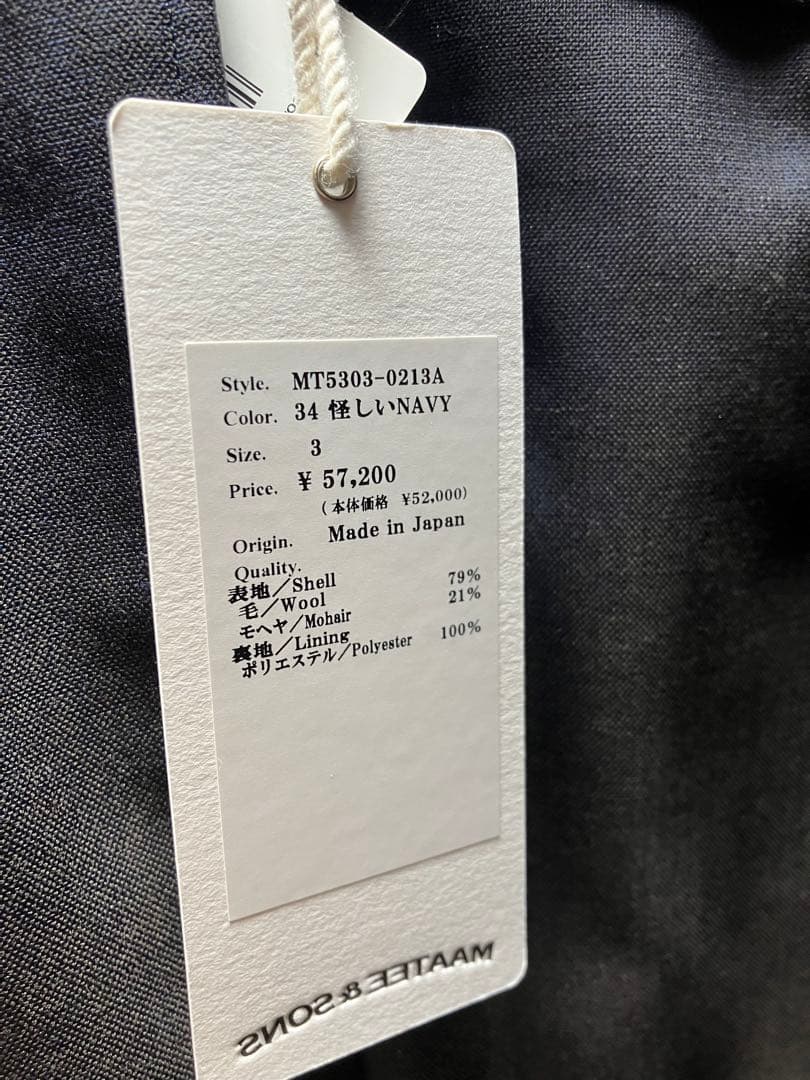 Style. MT5303-0213A
Color. 34 怪しいNAVY
Size. 3
Price. ¥ 57,200
(本体価格 ¥52,000)
Origin. Made in Japan
Quality.
表地/Shell
毛/Wool 79%
モヘヤ/Mohair 21%
裏地/Lining
ポリエステル/Polyester 100%
MAATEE & SONS